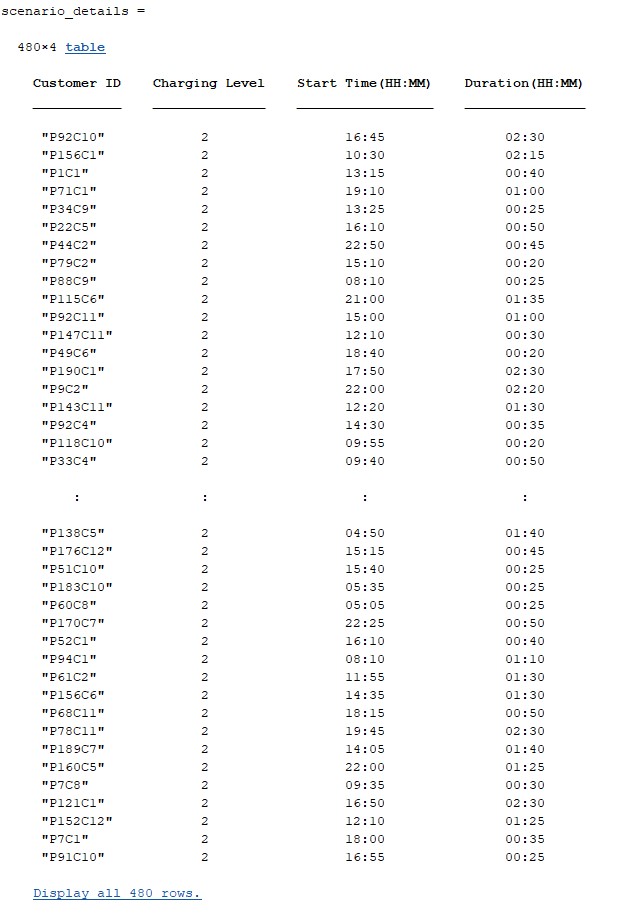 scenario_details =
480×4 table
Customer ID Charging Level Start Time(HH:MM) Duration(HH:MM)
"P92C10" 2 16:45 02:30
"P156C1" 2 10:30 02:15
"P1C1" 2 13:15 00:40
"P71C1" 2 19:10 01:00
"P34C9" 2 13:25 00:25
"P22C5" 2 16:10 00:50
"P44C2" 2 22:50 00:45
"P79C2" 2 15:10 00:20
"P88C9" 2 08:10 00:25
"P115C6" 2 21:00 01:35
"P92C11" 2 15:00 01:00
"P147C11" 2 12:10 00:30
"P49C6" 2 18:40 00:20
"P190C1" 2 17:50 02:30
"P9C2" 2 22:00 02:20
"P143C11" 2 12:20 01:30
"P92C4" 2 14:30 00:35
"P118C10" 2 09:55 00:20
"P33C4" 2 09:40 00:50
: : : :
"P138C5" 2 04:50 01:40
"P176C12" 2 15:15 00:45
"P51C10" 2 15:40 00:25
"P183C10" 2 05:35 00:25
"P60C8" 2 05:05 00:25
"P170C7" 2 22:25 00:50
"P52C1" 2 16:10 00:40
"P94C1" 2 08:10 01:10
"P61C2" 2 11:55 01:30
"P156C6" 2 14:35 01:30
"P68C11" 2 18:15 00:50
"P78C11" 2 19:45 02:30
"P189C7" 2 14:05 01:40
"P160C5" 2 22:00 01:25
"P7C8" 2 09:35 00:30
"P121C1" 2 16:50 02:30
"P152C12" 2 12:10 01:25
"P7C1" 2 18:00 00:35
"P91C10" 2 16:55 00:25
Display all 480 rows.